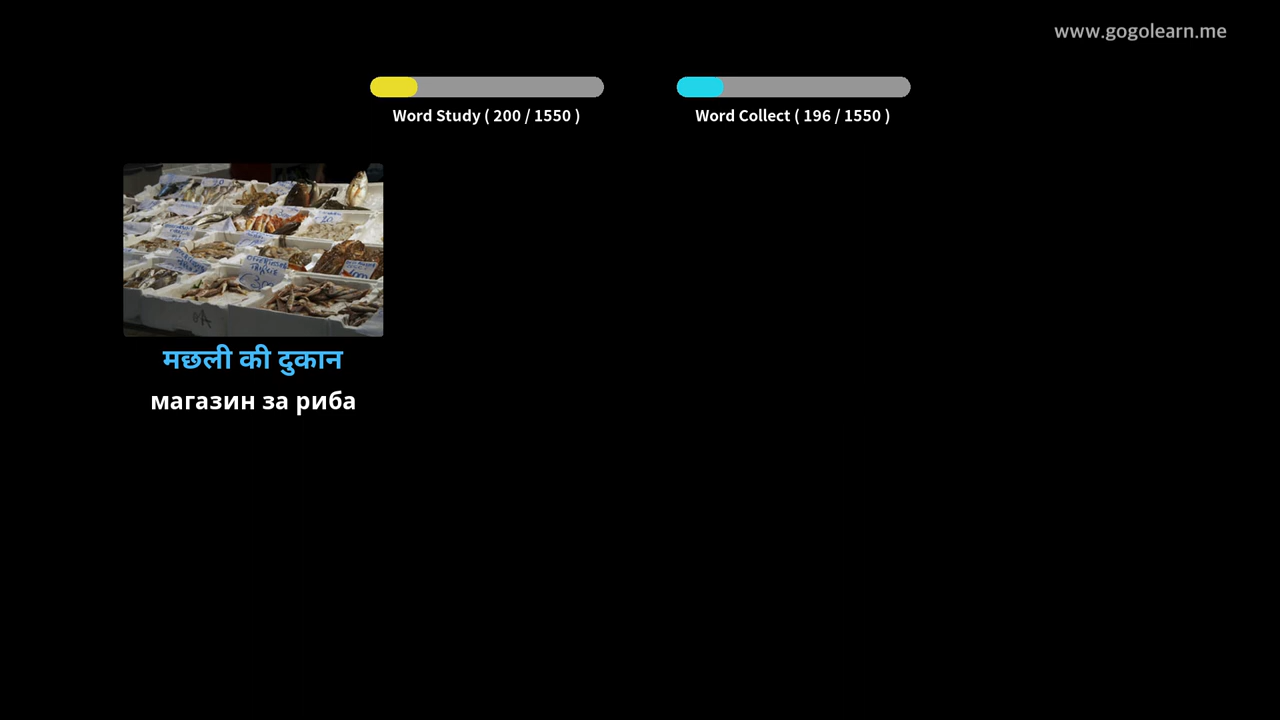 www.gogolearn.me
Word Study ( 200 / 1550 )
Word Collect ( 196 / 1550 )
मछली की दुकान
магазин за риба